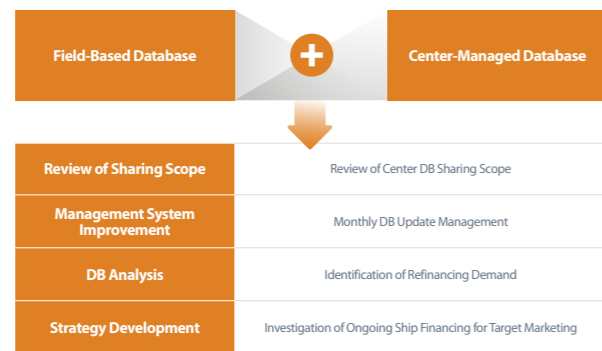 Field-Based Database
Center-Managed Database
Review of Sharing Scope
Review of Center DB Sharing Scope
Management System
Improvement
Monthly DB Update Management
DB Analysis
Identification of Refinancing Demand
Strategy Development
Investigation of Ongoing Ship Financing for Target Marketing